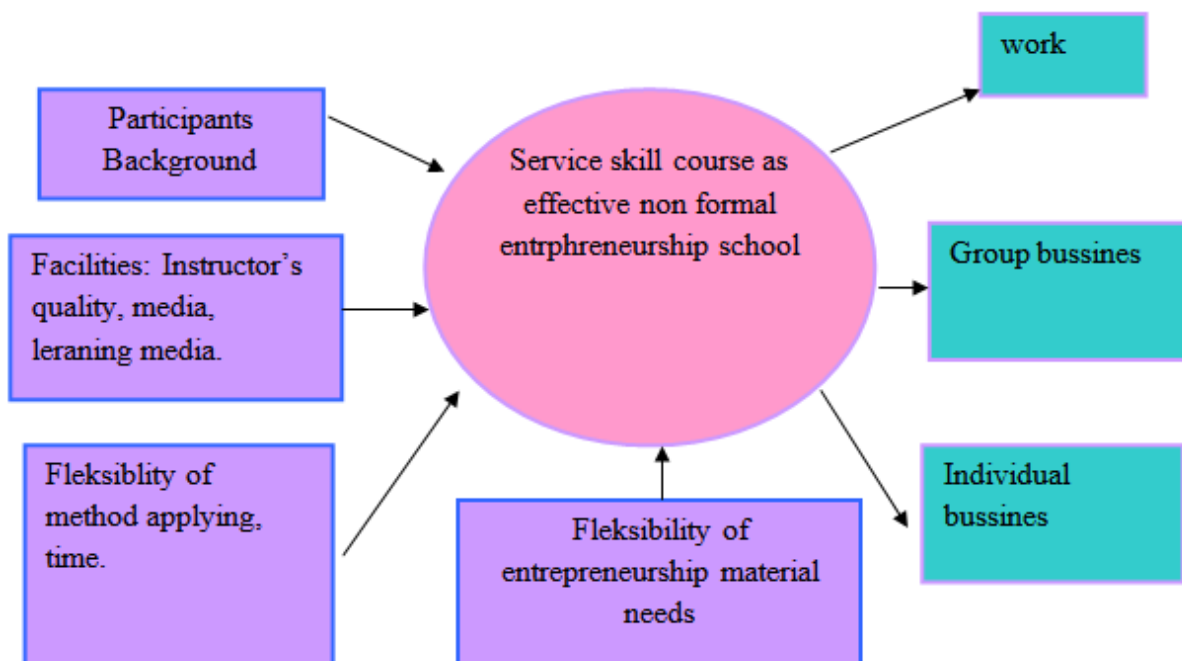 Participants
Background
Facilities: Instructor’s
quality, media,
leraning media.
Fleksiblity of
method applying,
time.
Fleksibility of
entrepreneurship material
needs
Service skill course as
effective non formal
entrphreneurship school
work
Group bussines
Individual
bussines